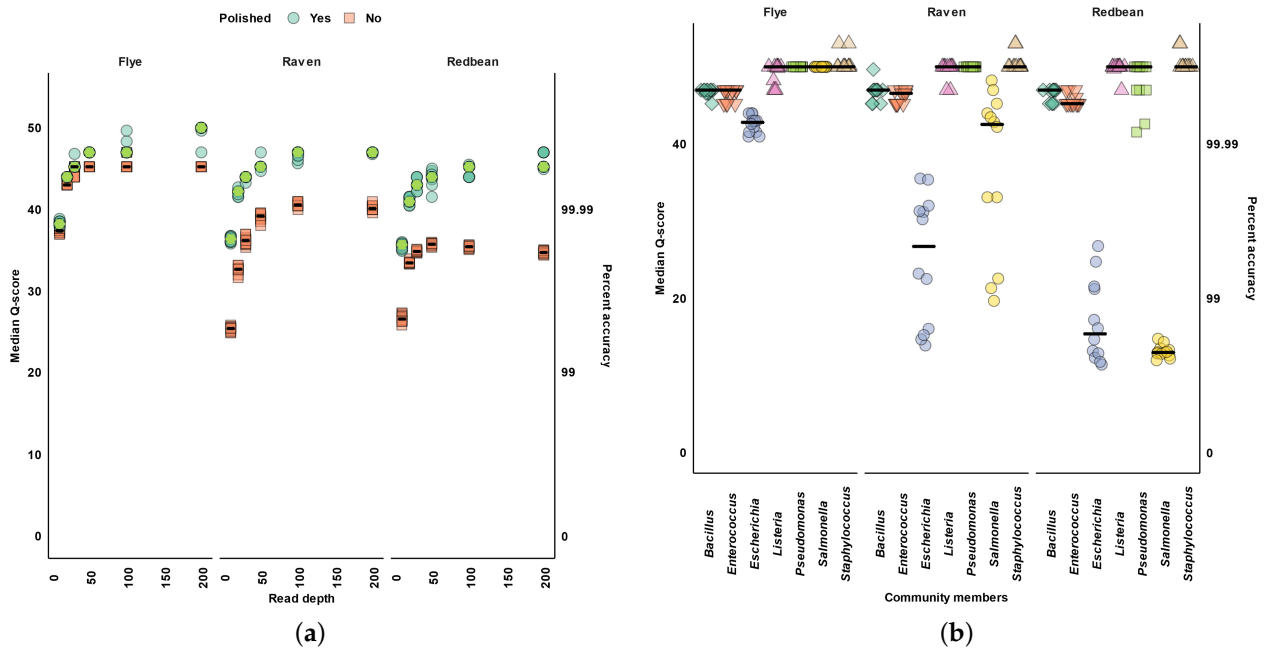 Polished Yes No
Flye Raven Redbean
Median Q-score
50
40
30
20
10
0
99.99
99
0
Percent accuracy
0 50 100 150 200 0 50 100 150 200 0 50 100 150 200
Read depth
(a)
Flye Raven Redbean
Median Q-score
40
20
0
99.99
99
0
Percent accuracy
Bacillus Enterococcus Escherichia Listeria Pseudomonas Salmonella Staphylococcus Bacillus Enterococcus Escherichia Listeria Pseudomonas Salmonella Staphylococcus Bacillus Enterococcus Escherichia Listeria Pseudomonas Salmonella Staphylococcus
Community members
(b)